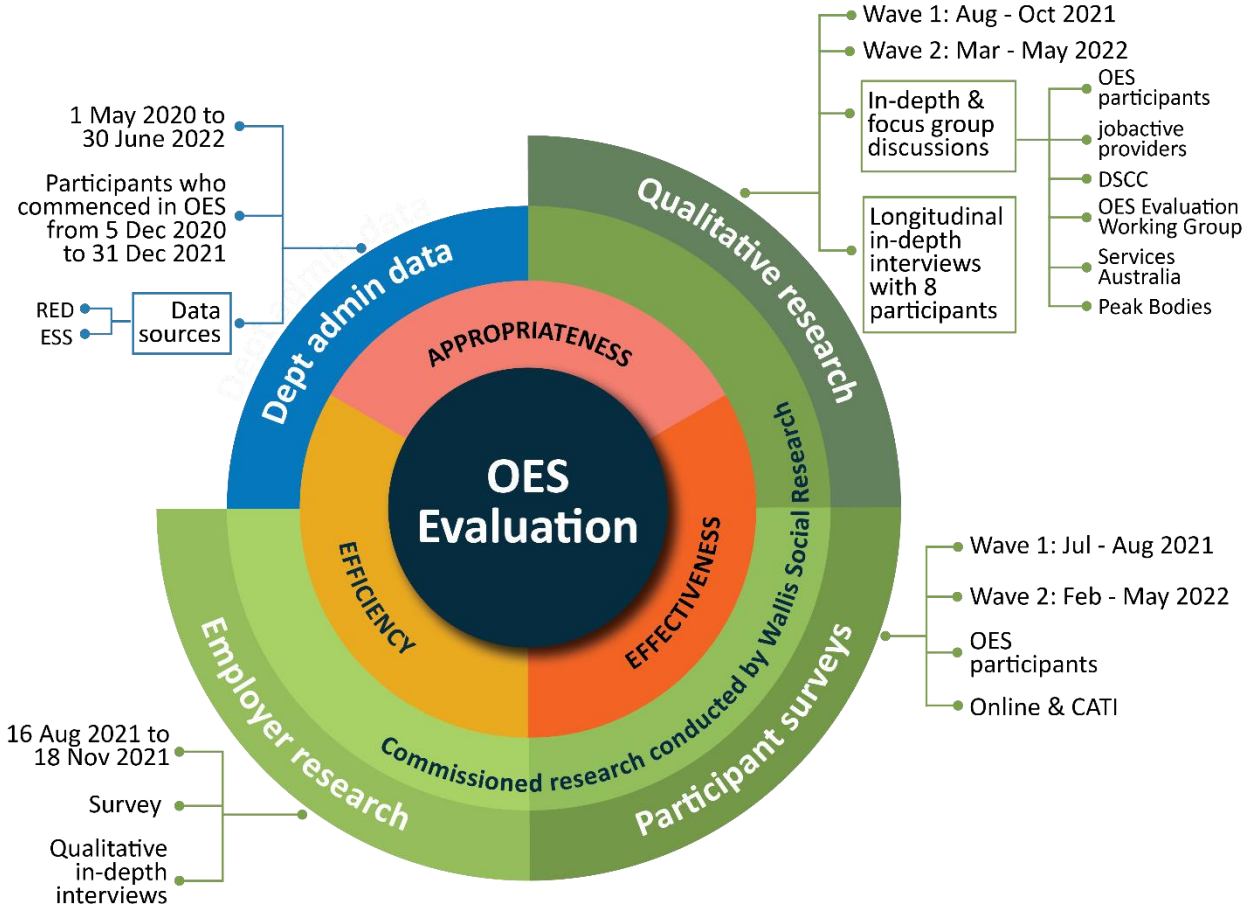 Wave 1: Aug - Oct 2021
Wave 2: Mar - May 2022
In-depth &
focus group
discussions
OES
participants
jobactive
providers
DSCC
OES Evaluation
Working Group
Services
Australia
Peak Bodies
Longitudinal
in-depth
interviews
with 8
participants
1 May 2020 to
30 June 2022
Participants who
commenced in OES
from 5 Dec 2020
to 31 Dec 2021
Data
sources
RED
ESS
Dept admin data
Dept admin data
Qualitative research
APPROPRIATENESS
OES
Evaluation
EFFICIENCY
EFFECTIVENESS
Commissioned research conducted by Wallis Social Research
Employer research
Participant surveys
Wave 1: Jul - Aug 2021
Wave 2: Feb - May 2022
OES
participants
Online & CATI
16 Aug 2021 to
18 Nov 2021
Survey
Qualitative
in-depth
interviews